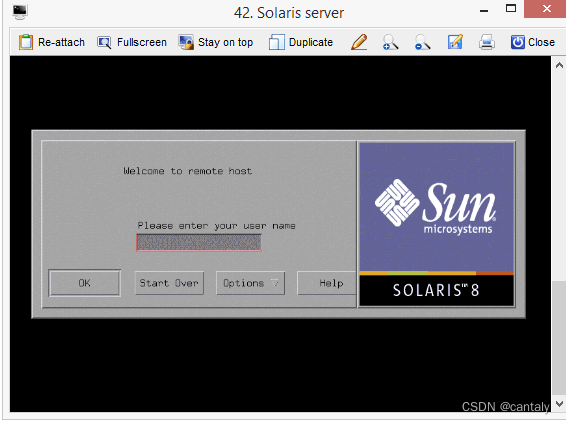 42. Solaris server
Re-attach Fullscreen Stay on top Duplicate Close
Welcome to remote host
Please enter your user name
OK Start Over Options Help
Sun
microsystems
SOLARIS™ 8
CSDN @cantaly